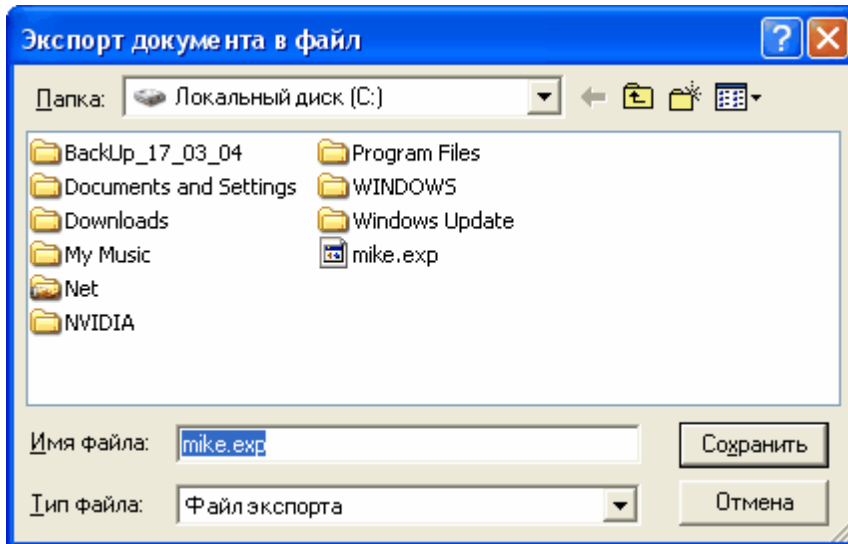 Экспорт документа в файл
Папка: Локальный диск (C:)
BackUp_17_03_04 Program Files
Documents and Settings WINDOWS
Downloads Windows Update
My Music mike.exp
Net
NVIDIA
Имя файла: mike.exp Сохранить
Тип файла: Файл экспорта Отмена